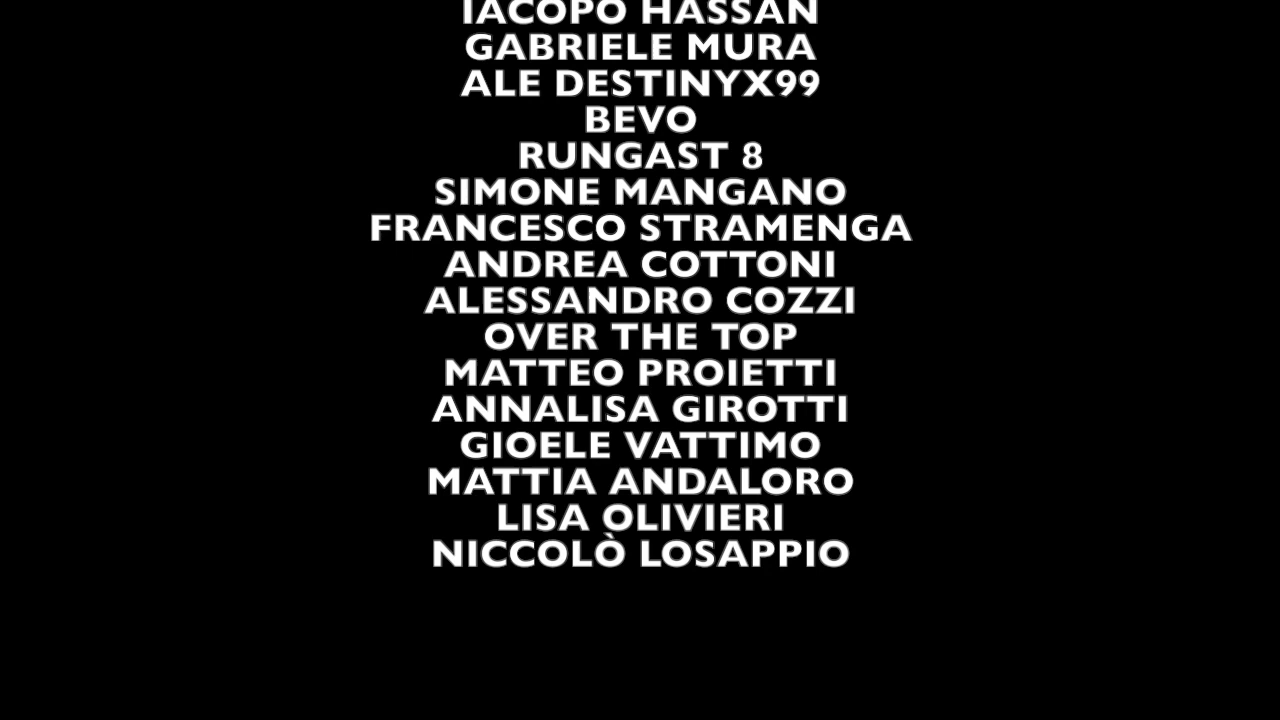 IACOPO HASSAN
GABRIELE MURA
ALE DESTINYX99
BEVO
RUNGAST 8
SIMONE MANGANO
FRANCESCO STRAMENGA
ANDREA COTTONI
ALESSANDRO COZZI
OVER THE TOP
MATTEO PROIETTI
ANNALISA GIROTTI
GIOELE VATTIMO
MATTIA ANDALORO
LISA OLIVIERI
NICCOLÒ LOSAPPIO